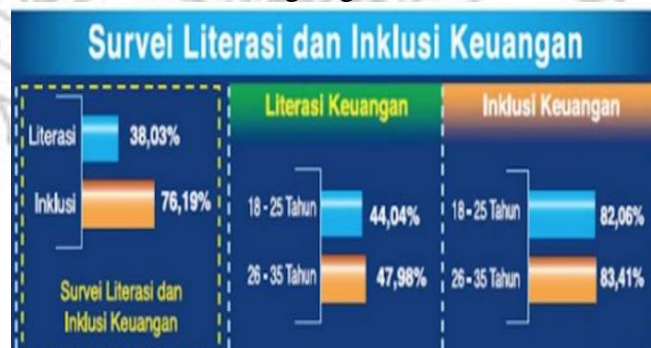 Survei Literasi dan Inklusi Keuangan
Literasi 38,03%
Inklusi 76,19%
Survei Literasi dan
Inklusi Keuangan
Literasi Keuangan
18 - 25 Tahun 44,04%
26 - 35 Tahun 47,98%
Inklusi Keuangan
18 - 25 Tahun 82,06%
26 - 35 Tahun 83,41%